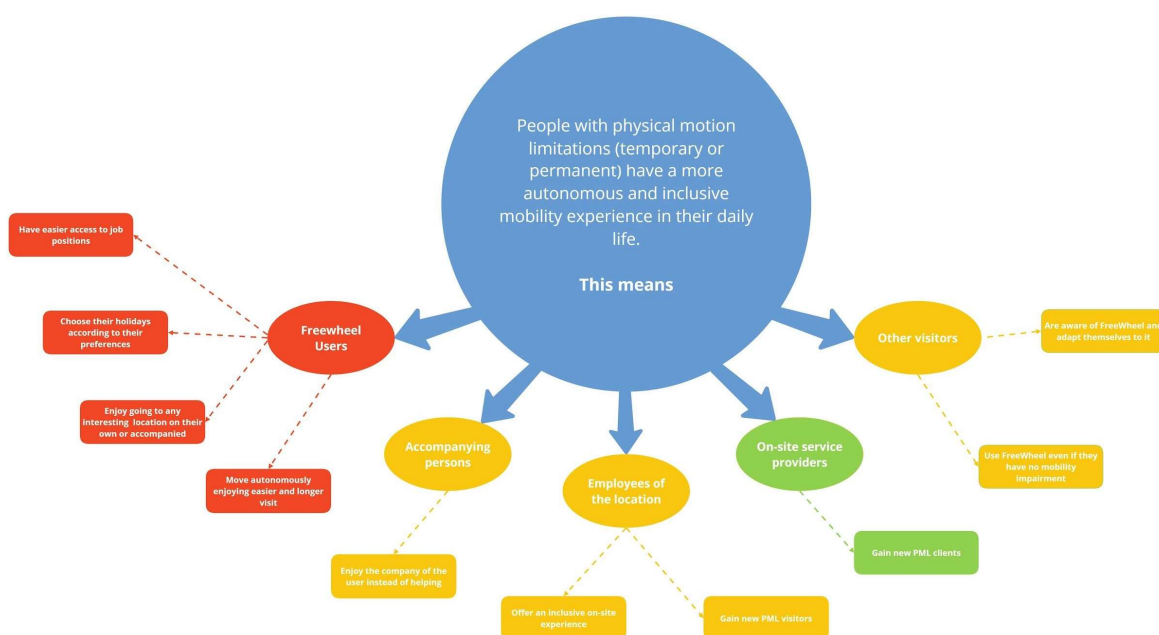 People with physical motion
limitations (temporary or
permanent) have a more
autonomous and inclusive
mobility experience in their daily
life.
This means
Freewheel
Users
Have easier access to job
positions
Choose their holidays
according to their
preferences
Enjoy going to any
interesting location on their
own or accompanied
Move autonomously
enjoying easier and longer
visit
Accompanying
persons
Enjoy the company of the
user instead of helping
Employees of
the location
Offer an inclusive on-site
experience
Gain new PML visitors
On-site service
providers
Gain new PML clients
Other visitors
Are aware of FreeWheel and
adapt themselves to it
Use FreeWheel even if they
have no mobility
impairment